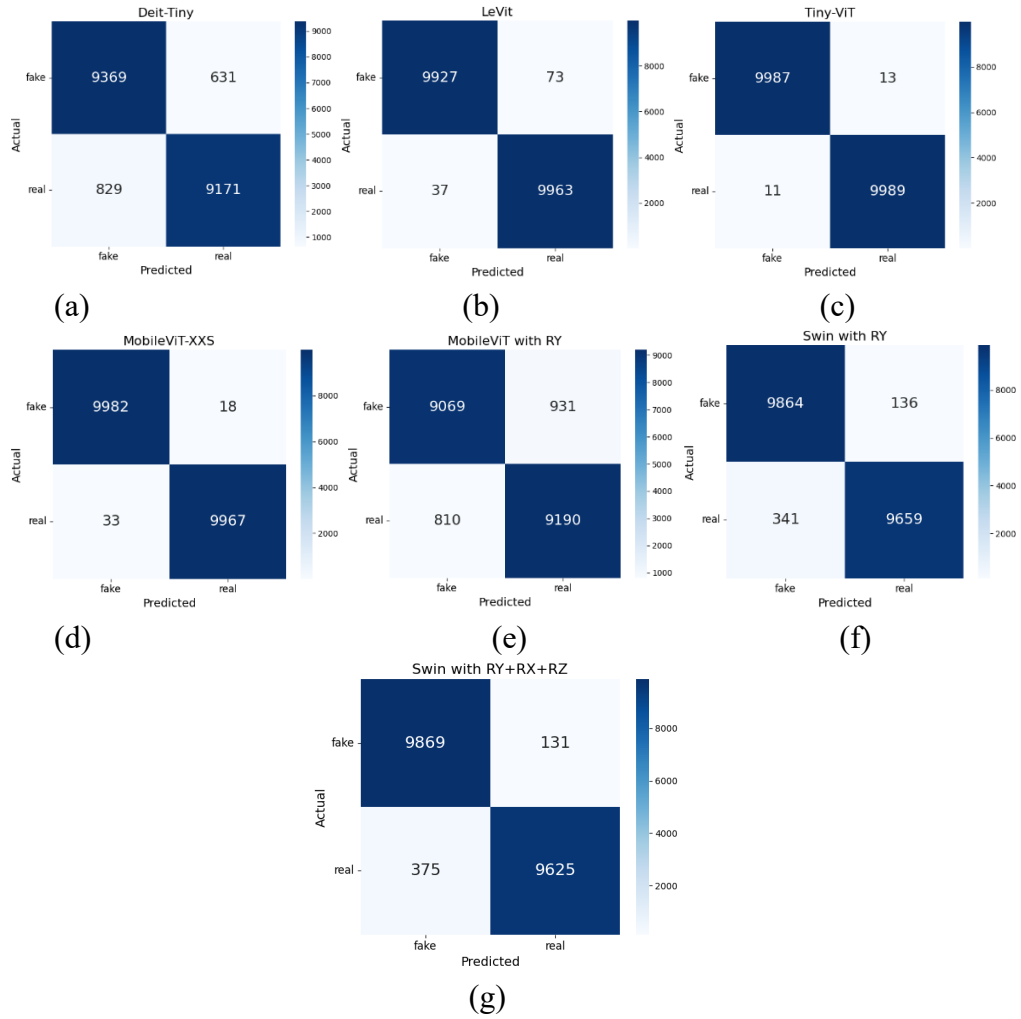 Deit-Tiny
fake
9369
631
9000
8000
7000
6000
5000
4000
3000
2000
1000
Actual
real
829
9171
fake
real
Predicted
(a)
LeVit
fake
9927
73
8000
6000
4000
2000
Actual
real
37
9963
fake
real
Predicted
(b)
Tiny-ViT
fake
9987
13
8000
6000
4000
2000
Actual
real
11
9989
fake
real
Predicted
(c)
MobileViT-XXS
fake
9982
18
8000
6000
4000
2000
Actual
real
33
9967
fake
real
Predicted
(d)
MobileViT with RY
fake
9069
931
9000
8000
7000
6000
5000
4000
3000
2000
1000
Actual
real
810
9190
fake
real
Predicted
(e)
Swin with RY
fake
9864
136
8000
6000
4000
2000
Actual
real
341
9659
fake
real
Predicted
(f)
Swin with RY+RX+RZ
fake
9869
131
8000
6000
4000
2000
Actual
real
375
9625
fake
real
Predicted
(g)